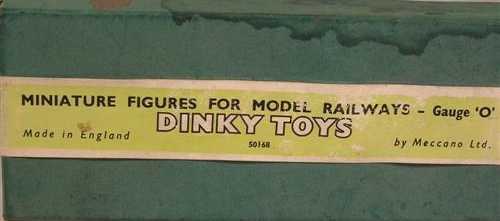 MINIATURE FIGURES FOR MODEL RAILWAYS – Gauge 'O'
DINKY TOYS
Made in England
50168
by Meccano Ltd.